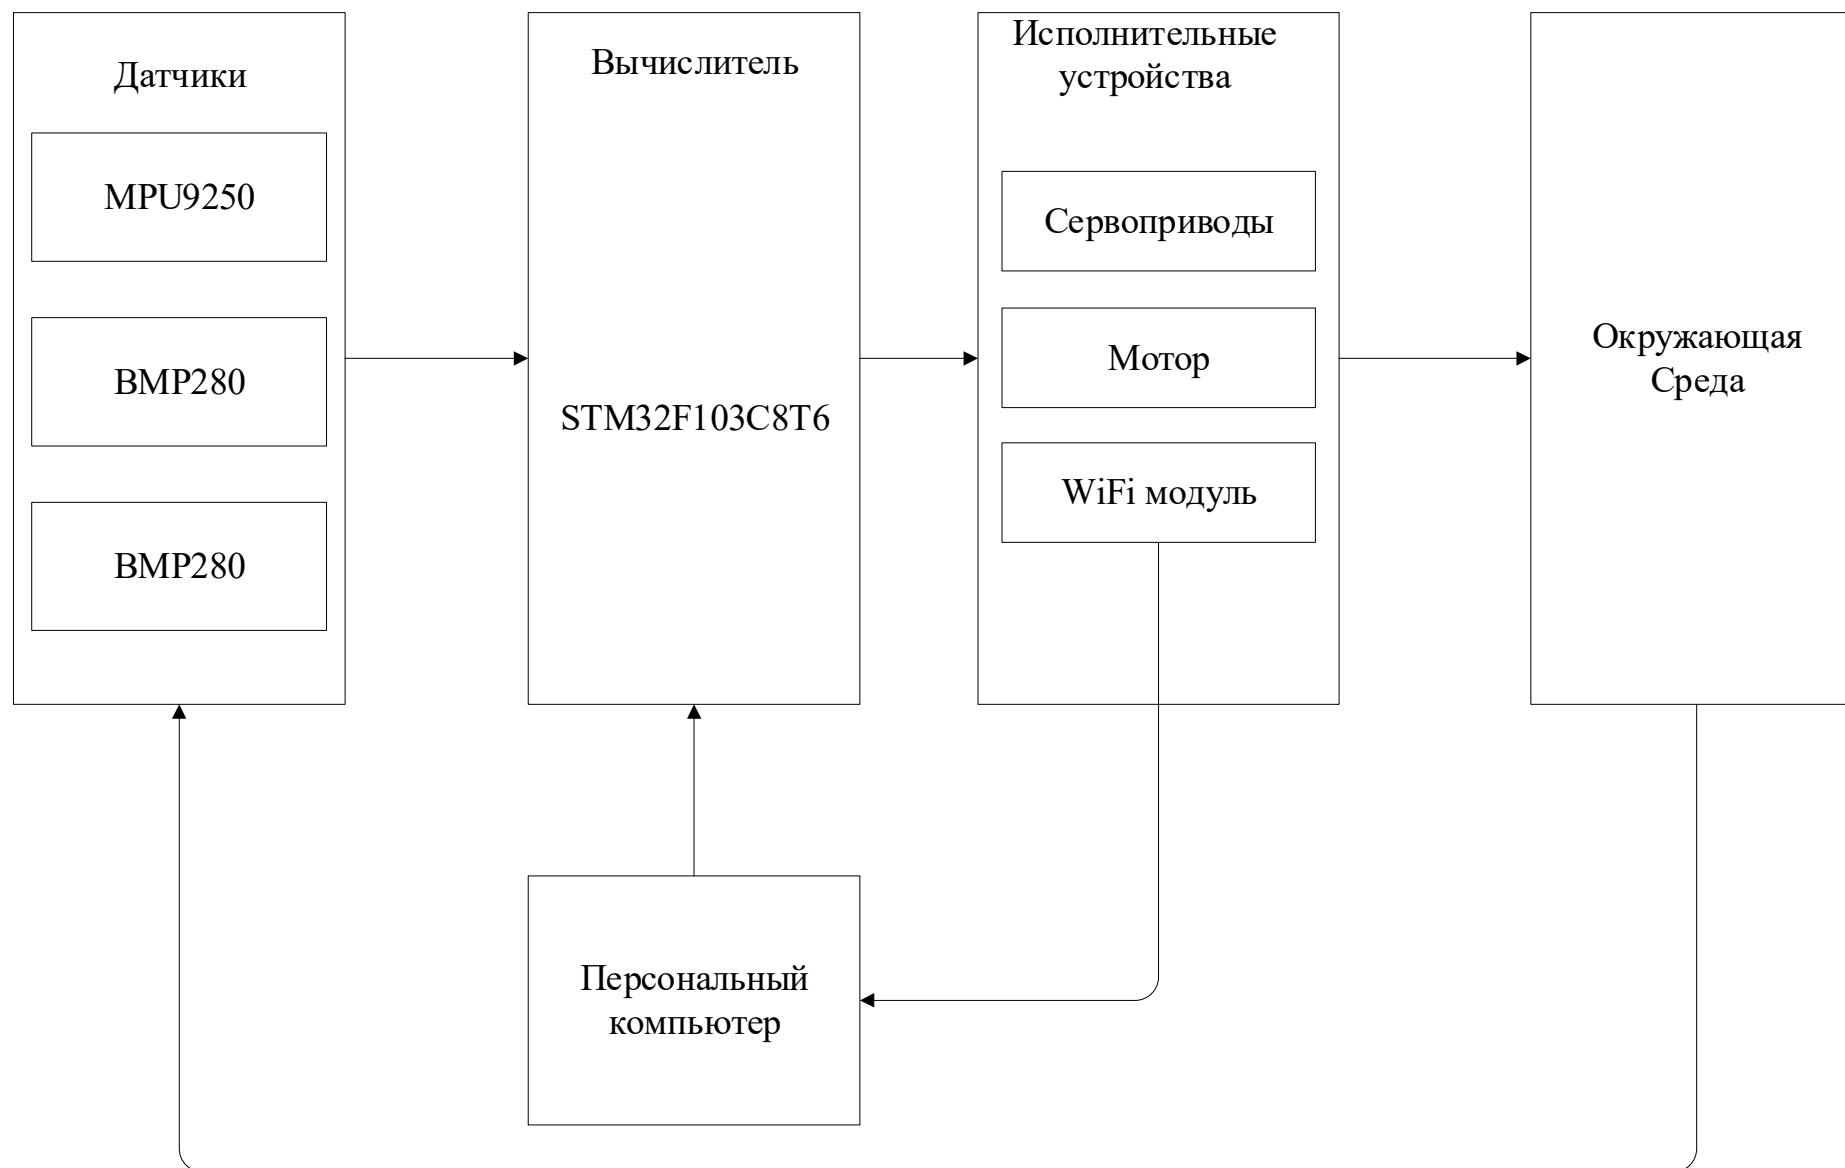 Датчики
MPU9250
BMP280
BMP280
Вычислитель
STM32F103C8T6
Исполнительные
устройства
Сервоприводы
Мотор
WiFi модуль
Окружающая
Среда
Персональный
компьютер